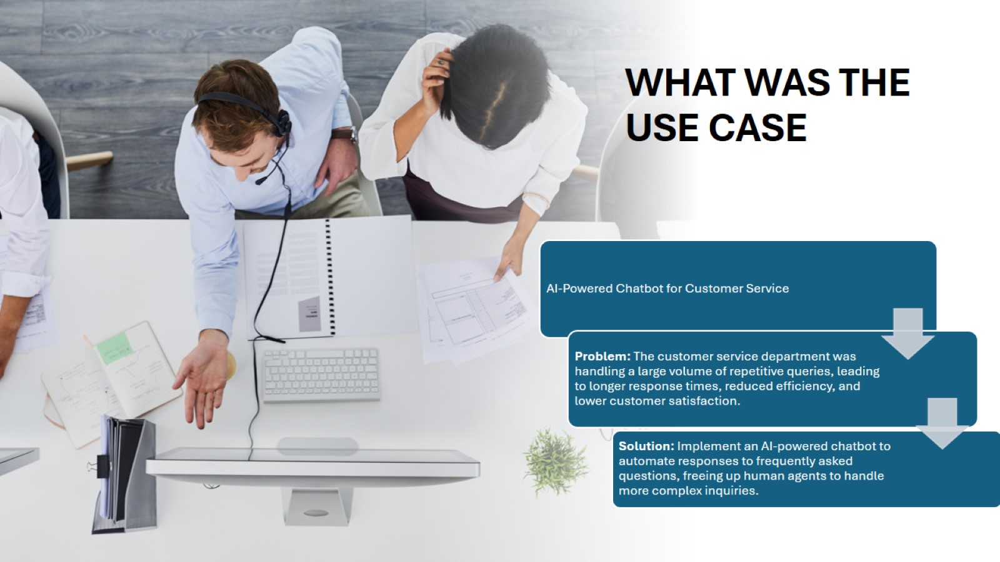 WHAT WAS THE
USE CASE
AI-Powered Chatbot for Customer Service
Problem: The customer service department was
handling a large volume of repetitive queries, leading
to longer response times, reduced efficiency, and
lower customer satisfaction.
Solution: Implement an AI-powered chatbot to
automate responses to frequently asked
questions, freeing up human agents to handle
more complex inquiries.